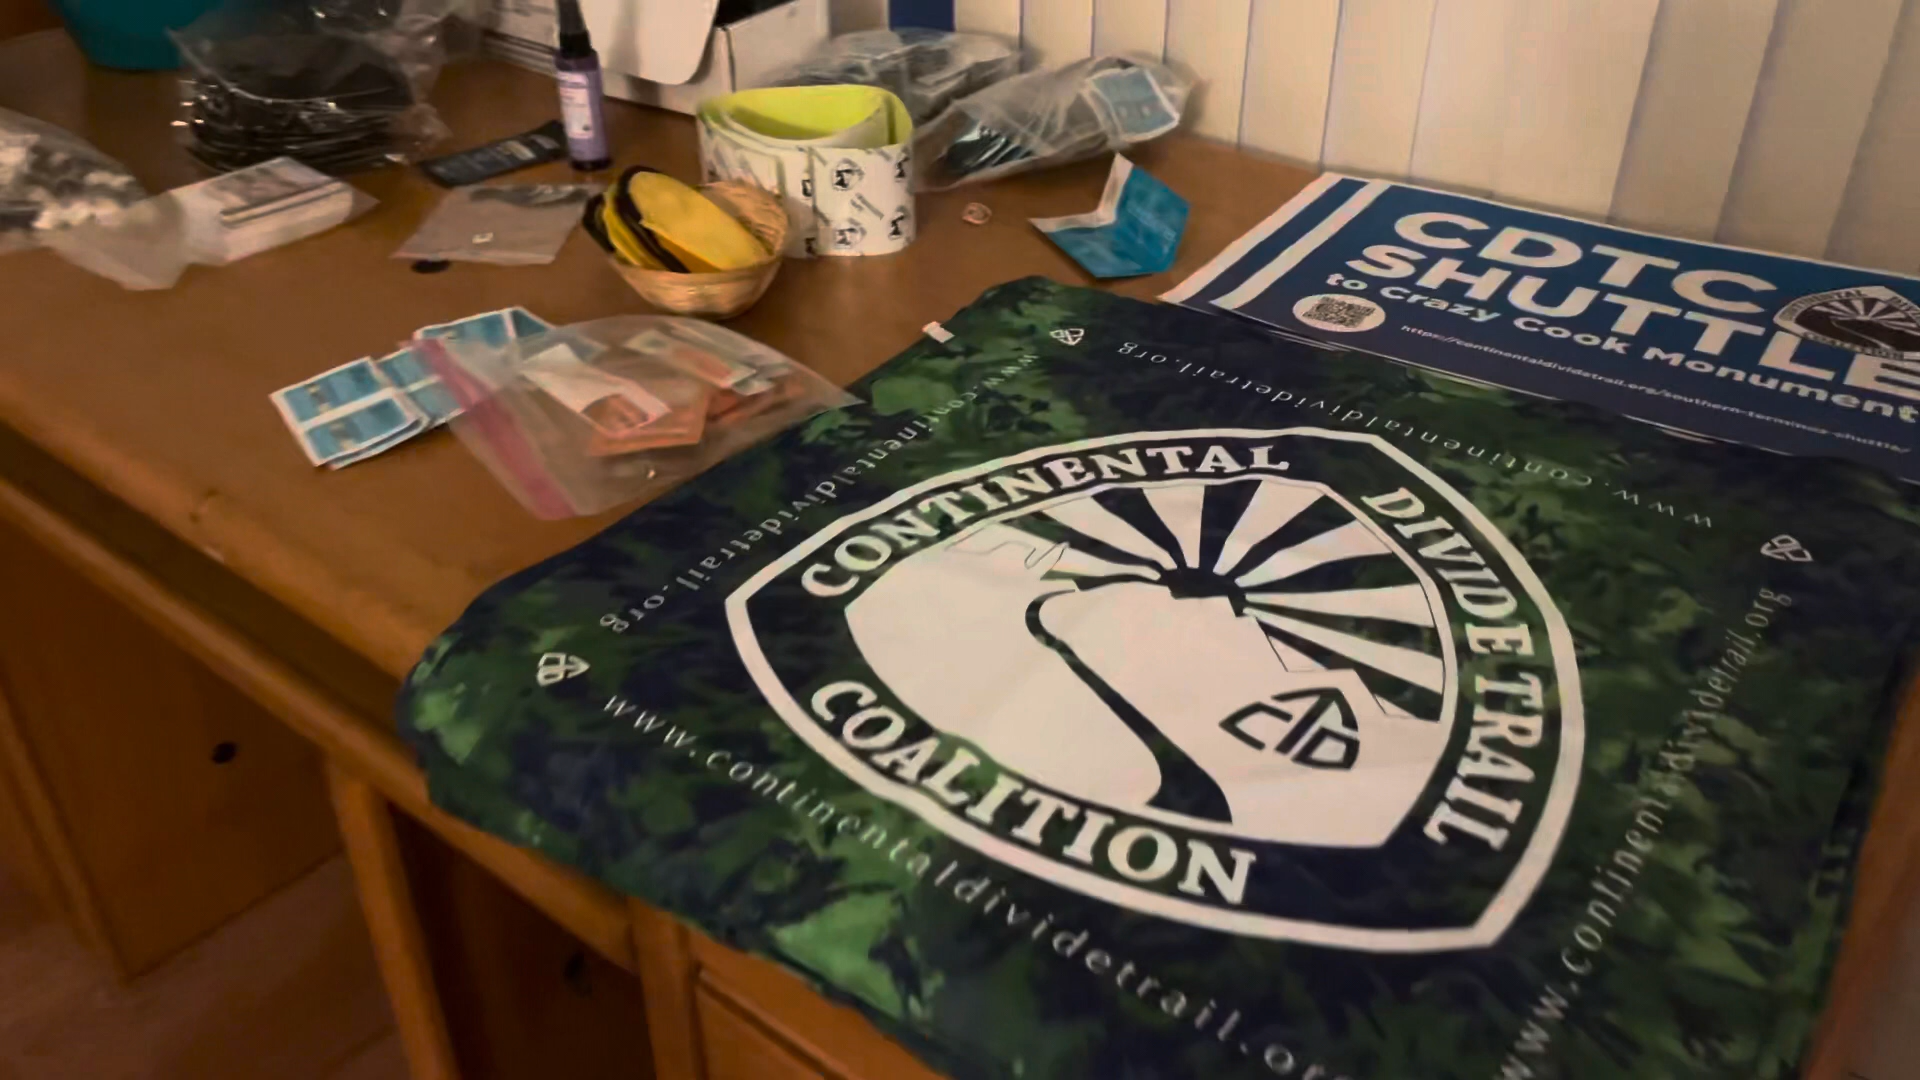 CDTC
SHUTTLE
to Crazy Cook Monument
https://continentaldividetrail.org/southern-terminus-shuttle/
CONTINENTAL DIVIDE TRAIL
COALITION
CTD
www.continentaldividetrail.org
www.continentaldividetrail.org
www.continentaldividetrail.org
www.continentaldividetrail.org